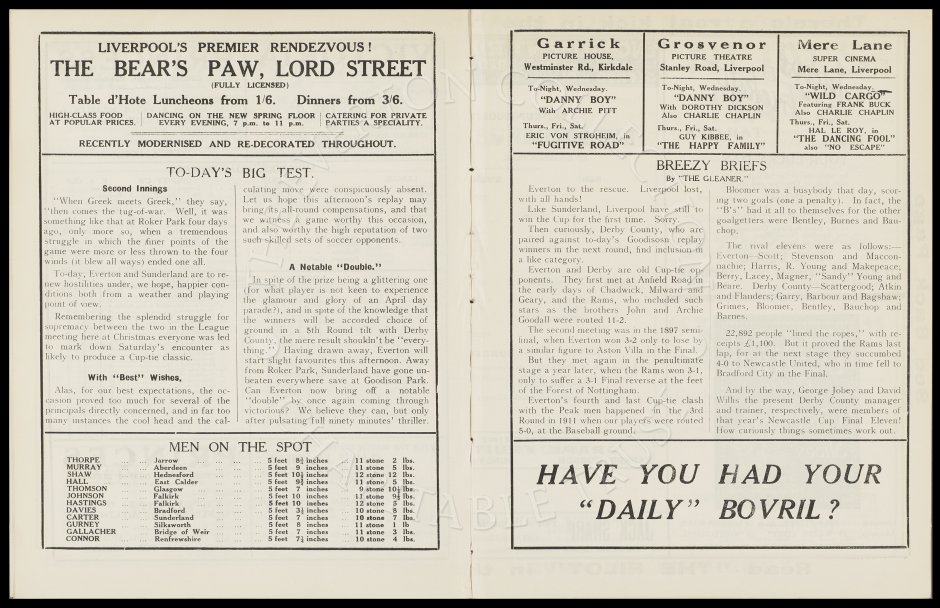 LIVERPOOL'S PREMIER RENDEZVOUS!
THE BEAR'S PAW, LORD STREET
(FULLY LICENSED)
Table d'Hote Luncheons from 1/6. Dinners from 3/6.
HIGH-CLASS FOOD
AT POPULAR PRICES.
DANCING ON THE NEW SPRING FLOOR
EVERY EVENING, 7 p.m. to 11 p.m.
CATERING FOR PRIVATE
PARTIES A SPECIALITY.
RECENTLY MODERNISED AND RE-DECORATED THROUGHOUT.
TO-DAY'S BIG TEST.
Second Innings
"When Greek meets Greek," they say,
"then comes the tug-of-war. Well, it was
something like that at Roker Park four days
ago, only more so, when a tremendous
struggle in which the finer points of the
game were more or less thrown to the four
winds (it blew all ways) ended one all.
To-day, Everton and Sunderland are to re-
new hostilities under, we hope, happier con-
ditions both from a weather and playing
point of view.
Remembering the splendid struggle for
supremacy between the two in the League
meeting here at Christmas everyone was led
to mark down Saturday's encounter as
likely to produce a Cup-tie classic.
With "Best" Wishes,
Alas, for our best expectations, the oc-
casion proved too much for several of the
principals directly concerned, and in far too
many instances the cool head and the cal-
culating move were conspicuously absent.
Let us hope this afternoon's replay may
bring its all-round compensations, and that
we witness a game worthy this occasion,
and also worthy the high reputation of two
such skilled sets of soccer opponents.
A Notable "Double."
In spite of the prize being a glittering one
(for what player is not keen to experience
the glamour and glory of an April day
parade?), and in spite of the knowledge that
the winners will be accorded choice of
ground in a 5th Round tilt with Derby
County, the mere result shouldn't be "every-
thing." Having drawn away, Everton will
start slight favourites this afternoon. Away
from Roker Park, Sunderland have gone un-
beaten everywhere save at Goodison Park.
Can Everton now bring off a notable
"double" by once again coming through
victorious? We believe they can, but only
after pulsating full ninety minutes' thriller.
MEN ON THE SPOT
THORPE ... Jarrow ... 5 feet 8¾ inches 11 stone 2 lbs.
MURRAY ... Aberdeen ... 5 feet 9 inches 11 stone 5 lbs.
SHAW ... Hednesford ... 5 feet 10½ inches 12 stone 12 lbs.
HALL ... East Calder ... 5 feet 9¾ inches 11 stone 5 lbs.
THOMSON ... Glasgow ... 5 feet 7 inches 9 stone 10½ lbs.
JOHNSON ... Falkirk ... 5 feet 10 inches 11 stone 9½ lbs.
HASTINGS ... Falkirk ... 5 feet 10 inches 12 stone 5 lbs.
DAVIES ... Bradford ... 5 feet 3½ inches 10 stone 8 lbs.
CARTER ... Sunderland ... 5 feet 7 inches 10 stone 7 lbs.
GURNEY ... Silksworth ... 5 feet 8 inches 11 stone 1 lb
GALLACHER ... Bridge of Weir ... 5 feet 7 inches 11 stone 3 lbs.
CONNOR ... Renfrewshire ... 5 feet 7½ inches 10 stone 4 lbs.
Garrick
PICTURE HOUSE,
Westminster Rd., Kirkdale
To-Night, Wednesday.
"DANNY BOY"
With ARCHIE PITT
Thurs., Fri., Sat.
ERIC VON STROHEIM, in
"FUGITIVE ROAD"
Grosvenor
PICTURE THEATRE
Stanley Road, Liverpool
To-Night, Wednesday.
"DANNY BOY"
With DOROTHY DICKSON
Also CHARLIE CHAPLIN
Thurs., Fri., Sat.
GUY KIBBEE, in
"THE HAPPY FAMILY"
Mere Lane
SUPER CINEMA
Mere Lane, Liverpool
To-Night, Wednesday.
"WILD CARGO"
Featuring FRANK BUCK
Also CHARLIE CHAPLIN
Thurs., Fri., Sat.
HAL LE ROY, in
"THE DANCING FOOL"
also "NO ESCAPE"
BREEZY BRIEFS
By "THE GLEANER."
Everton to the rescue. Liverpool lost,
with all hands!
Like Sunderland, Liverpool have still to
win the Cup for the first time. Sorry.
Then curiously, Derby County, who are
paired against to-day's Goodison replay
winners in the next round, find inclusion in
a like category.
Everton and Derby are old Cup-tie op-
ponents. They first met at Anfield Road in
the early days of Chadwick, Milward and
Geary, and the Rams, who included such
stars as the brothers John and Archie
Goodall were routed 11-2.
The second meeting was in the 1897 semi-
final, when Everton won 3-2 only to lose by
a similar figure to Aston Villa in the Final.
But they met again in the penultimate
stage a year later, when the Rams won 3-1,
only to suffer a 3-1 Final reverse at the feet
of the Forest of Nottingham.
Everton's fourth and last Cup-tie clash
with the Peak men happened in the 3rd
Round in 1911 when our players were routed
5-0, at the Baseball ground.
Bloomer was a busybody that day, scor-
ing two goals (one a penalty). In fact, the
"B's" had it all to themselves for the other
goalgetters were Bentley, Bornes and Bau-
chop.
The rival elevens were as follows:—
Everton—Scott; Stevenson and Maccon-
nachie; Harris, R. Young and Makepeace;
Berry, Lacey, Magner, "Sandy" Young and
Beare. Derby County—Scattergood; Atkin
and Flanders; Garry, Barbour and Bagshaw;
Grimes, Bloomer, Bentley, Bauchop and
Barnes.
22,892 people "lined the ropes," with re-
ceipts £1,100. But it proved the Rams last
lap, for at the next stage they succumbed
4-0 to Newcastle United, who in time fell to
Bradford City in the Final.
And by the way, George Jobey and David
Willis the present Derby County manager
and trainer, respectively, were members of
that year's Newcastle Cup Final Eleven!
How curiously things sometimes work out.
HAVE YOU HAD YOUR
"DAILY" BOVRIL?